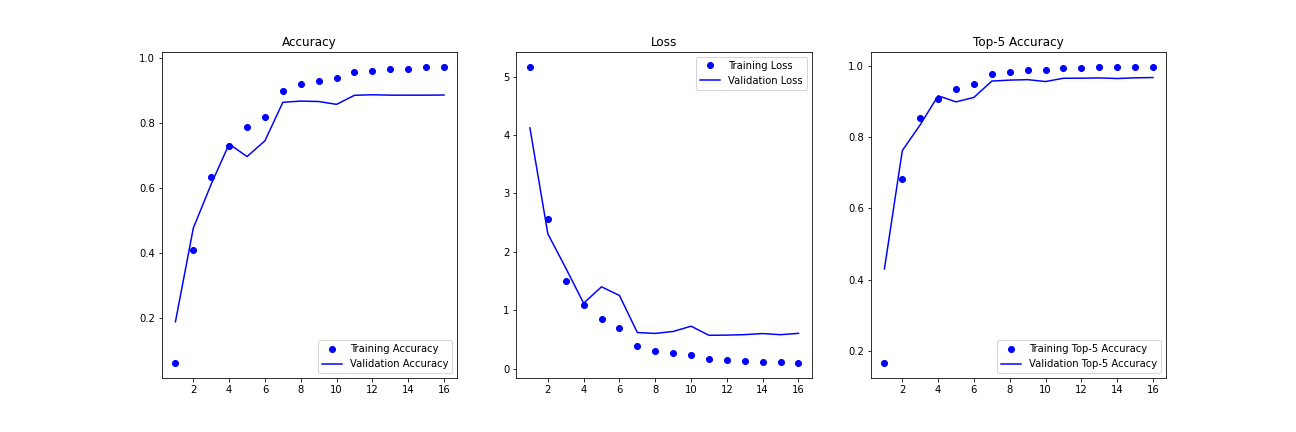 Accuracy
1.0
0.8
0.6
0.4
0.2
Training Accuracy
Validation Accuracy
2 4 6 8 10 12 14 16
Loss
5
4
3
2
1
0
Training Loss
Validation Loss
2 4 6 8 10 12 14 16
Top-5 Accuracy
1.0
0.8
0.6
0.4
0.2
Training Top-5 Accuracy
Validation Top-5 Accuracy
2 4 6 8 10 12 14 16